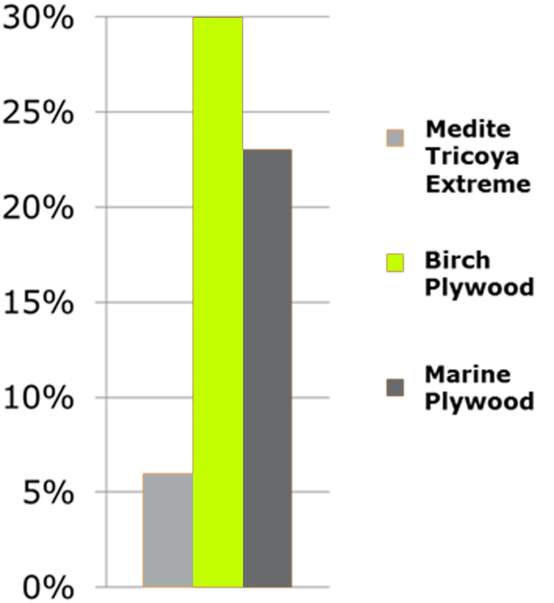 30%
25%
20%
15%
10%
5%
0%
Medite
Tricoya
Extreme
Birch
Plywood
Marine
Plywood